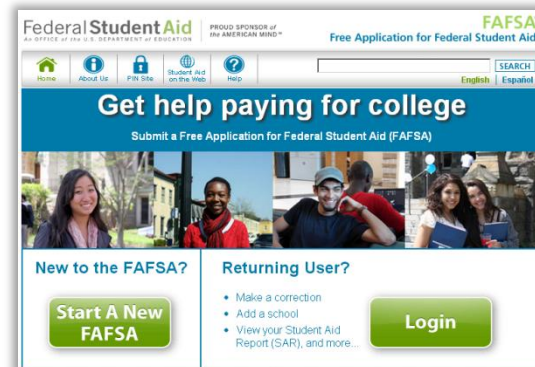 Federal Student Aid
An OFFICE of the U.S. DEPARTMENT of EDUCATION
PROUD SPONSOR of
the AMERICAN MIND™
FAFSA
Free Application for Federal Student Aid
Home
About Us
PIN Site
Student Aid
on the Web
Help
SEARCH
English | Español
Get help paying for college
Submit a Free Application for Federal Student Aid (FAFSA)
New to the FAFSA?
Start A New
FAFSA
Returning User?
Make a correction
Add a school
View your Student Aid
Report (SAR), and more...
Login